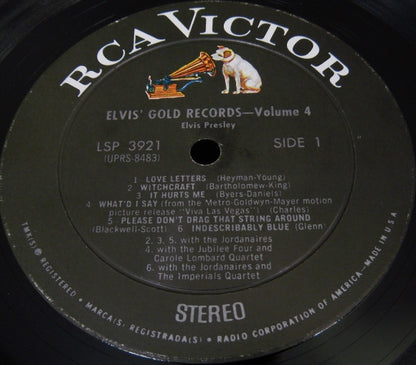 RCA VICTOR
ELVIS' GOLD RECORDS—Volume 4
Elvis Presley
LSP 3921
SIDE 1
(UPRS-8483)
1 LOVE LETTERS (Heyman-Young)
2 WITCHCRAFT (Bartholomew-King)
3 IT HURTS ME (Byers-Daniels)
4 WHAT'D I SAY (from the Metro-Goldwyn-Mayer motion
picture release "Viva Las Vegas") (Charles)
5 PLEASE DON'T DRAG THAT STRING AROUND
(Blackwell-Scott) 6 INDESCRIBABLY BLUE (Glenn)
2, 3, 5. with the Jordanaires
4. with the Jubilee Four and
Carole Lombard Quartet
6. with the Jordanaires and
The Imperials Quartet
STEREO
TMK(S) ® REGISTERED • MARCA(S) REGISTRADA(S) • RADIO CORPORATION OF AMERICA—MADE IN U.S.A.